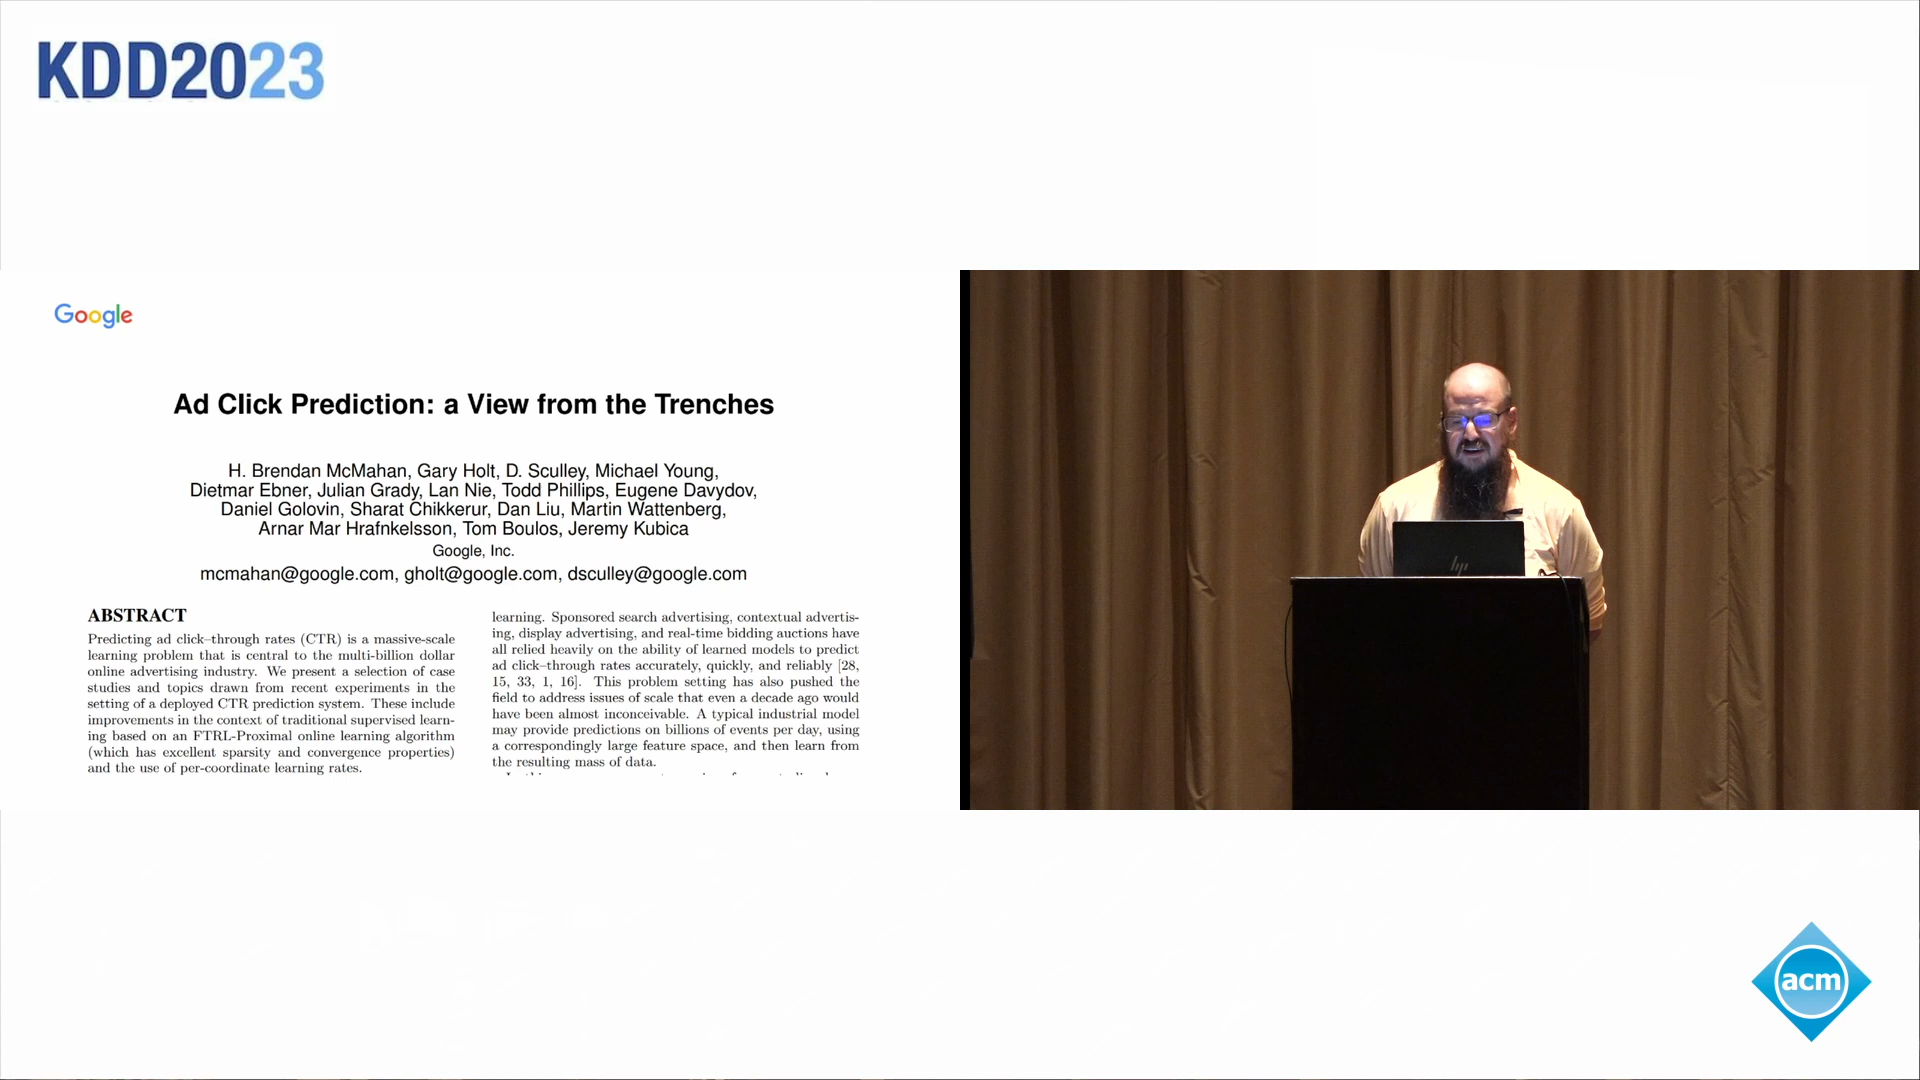 KDD2023
Google
Ad Click Prediction: a View from the Trenches
H. Brendan McMahan, Gary Holt, D. Sculley, Michael Young,
Dietmar Ebner, Julian Grady, Lan Nie, Todd Phillips, Eugene Davydov,
Daniel Golovin, Sharat Chikkerur, Dan Liu, Martin Wattenberg,
Arnar Mar Hrafnkelsson, Tom Boulos, Jeremy Kubica
Google, Inc.
mcmahan@google.com, gholt@google.com, dsculley@google.com
ABSTRACT
Predicting ad click–through rates (CTR) is a massive-scale
learning problem that is central to the multi-billion dollar
online advertising industry. We present a selection of case
studies and topics drawn from recent experiments in the
setting of a deployed CTR prediction system. These include
improvements in the context of traditional supervised learn-
ing based on an FTRL-Proximal online learning algorithm
(which has excellent sparsity and convergence properties)
and the use of per-coordinate learning rates.
learning. Sponsored search advertising, contextual advertis-
ing, display advertising, and real-time bidding auctions have
all relied heavily on the ability of learned models to predict
ad click–through rates accurately, quickly, and reliably [28,
15, 33, 1, 16]. This problem setting has also pushed the
field to address issues of scale that even a decade ago would
have been almost inconceivable. A typical industrial model
may provide predictions on billions of events per day, using
a correspondingly large feature space, and then learn from
the resulting mass of data.
hp
acm